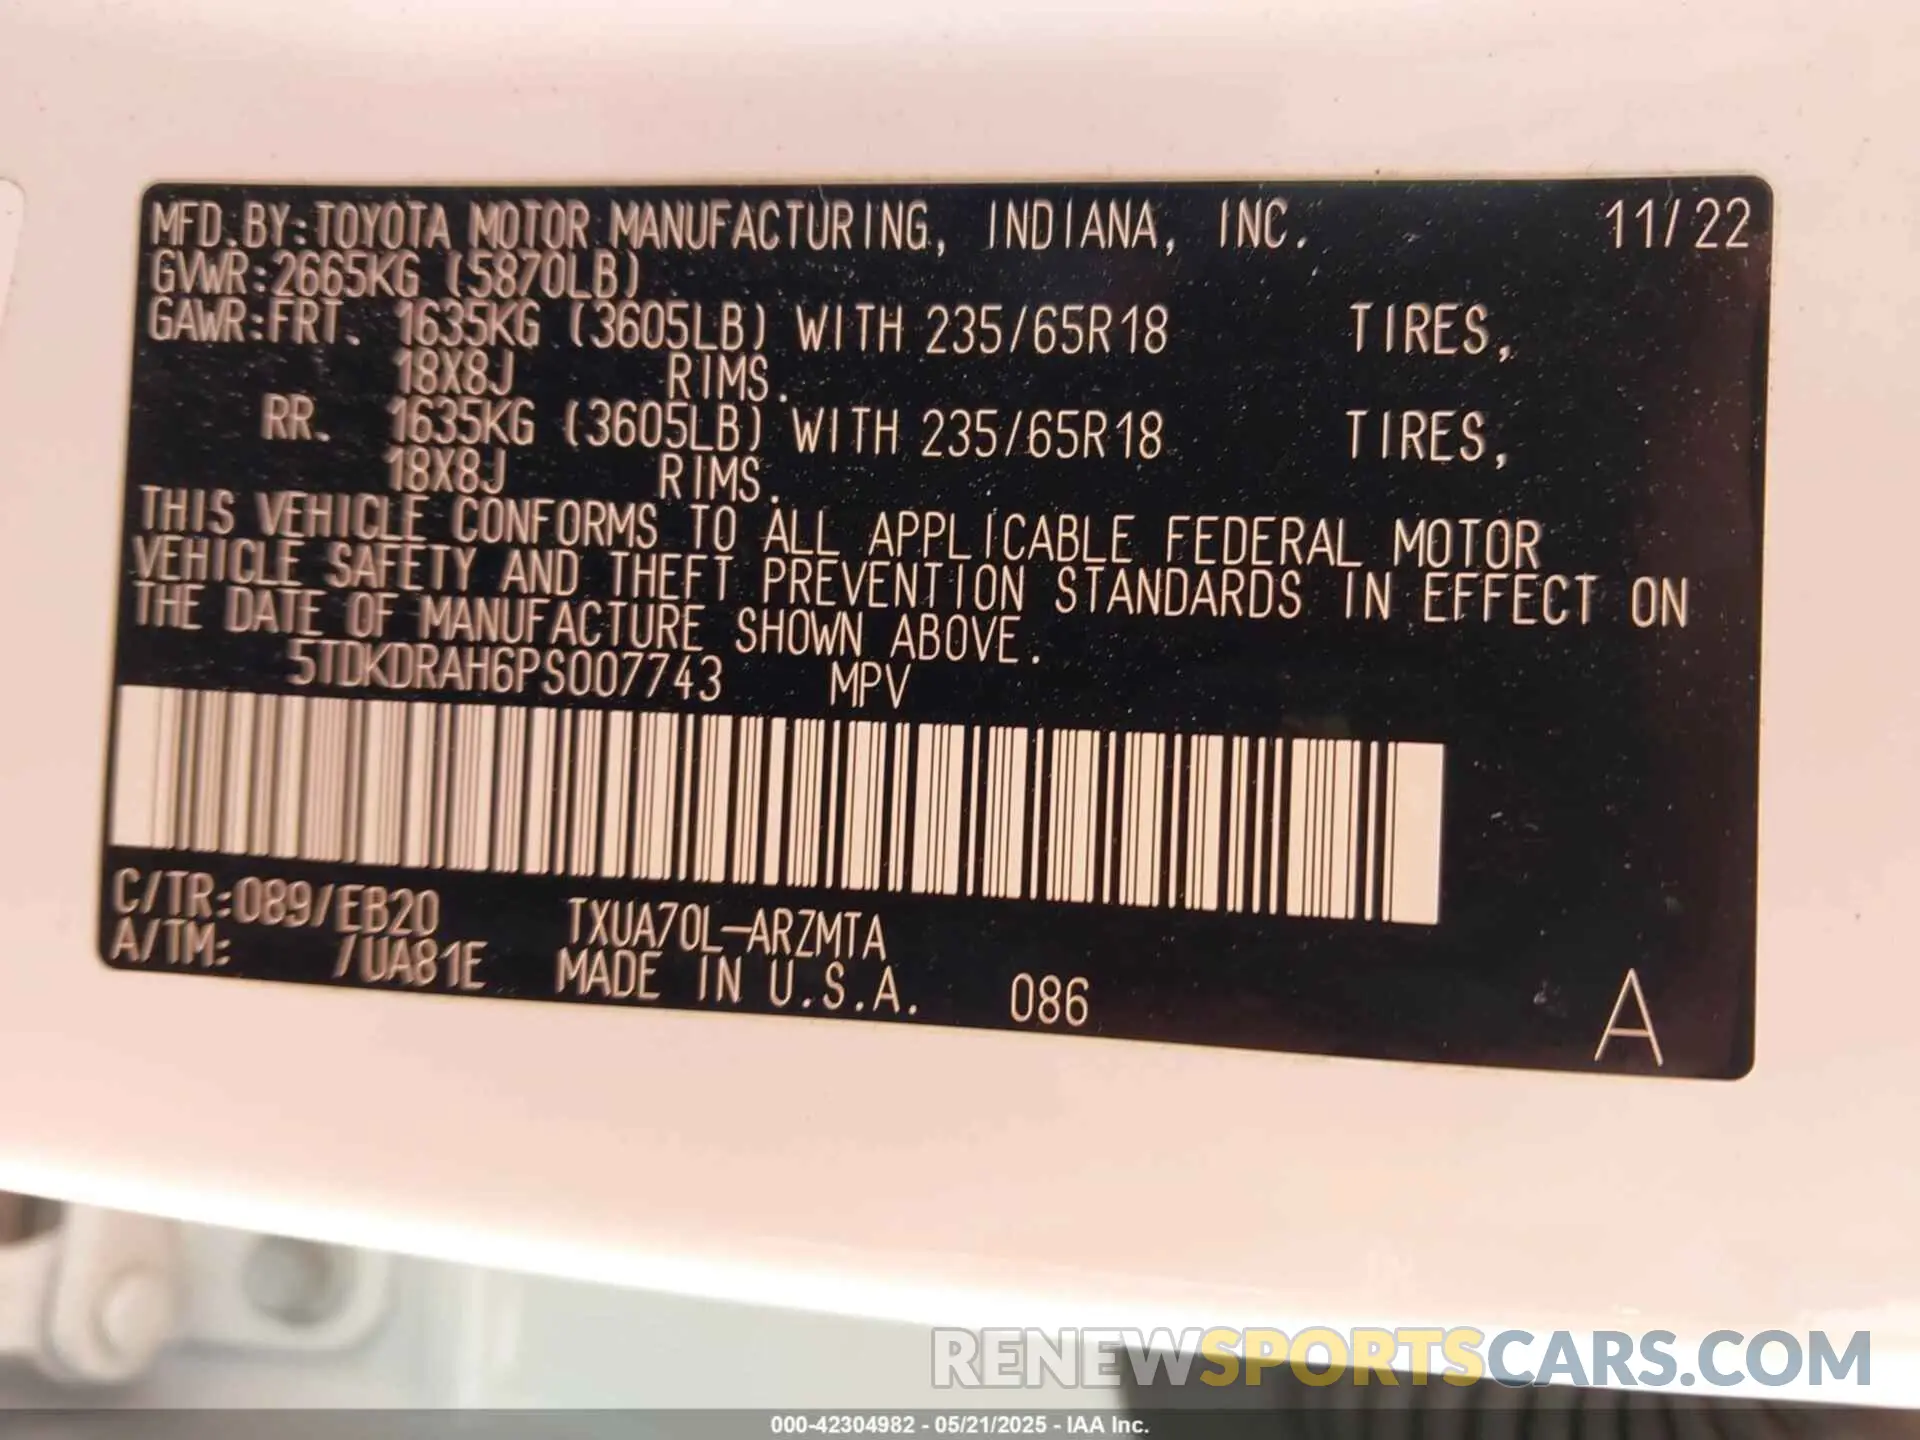 MFD.BY:TOYOTA MOTOR MANUFACTURING, INDIANA, INC. 11/22
GVWR:2665KG (5870LB)
GAWR:FRT. 1635KG (3605LB) WITH 235/65R18 TIRES,
18X8J RIMS.
RR. 1635KG (3605LB) WITH 235/65R18 TIRES,
18X8J RIMS.
THIS VEHICLE CONFORMS TO ALL APPLICABLE FEDERAL MOTOR
VEHICLE SAFETY AND THEFT PREVENTION STANDARDS IN EFFECT ON
THE DATE OF MANUFACTURE SHOWN ABOVE.
5TDKDRAH6PS007743 MPV
C/TR:089/EB20 TXUA70L-ARZMTA
A/TM: /UA81E MADE IN U.S.A. 086 A
RENEWSPORTSCARS.COM
000-42304982 - 05/21/2025 - IAA Inc.